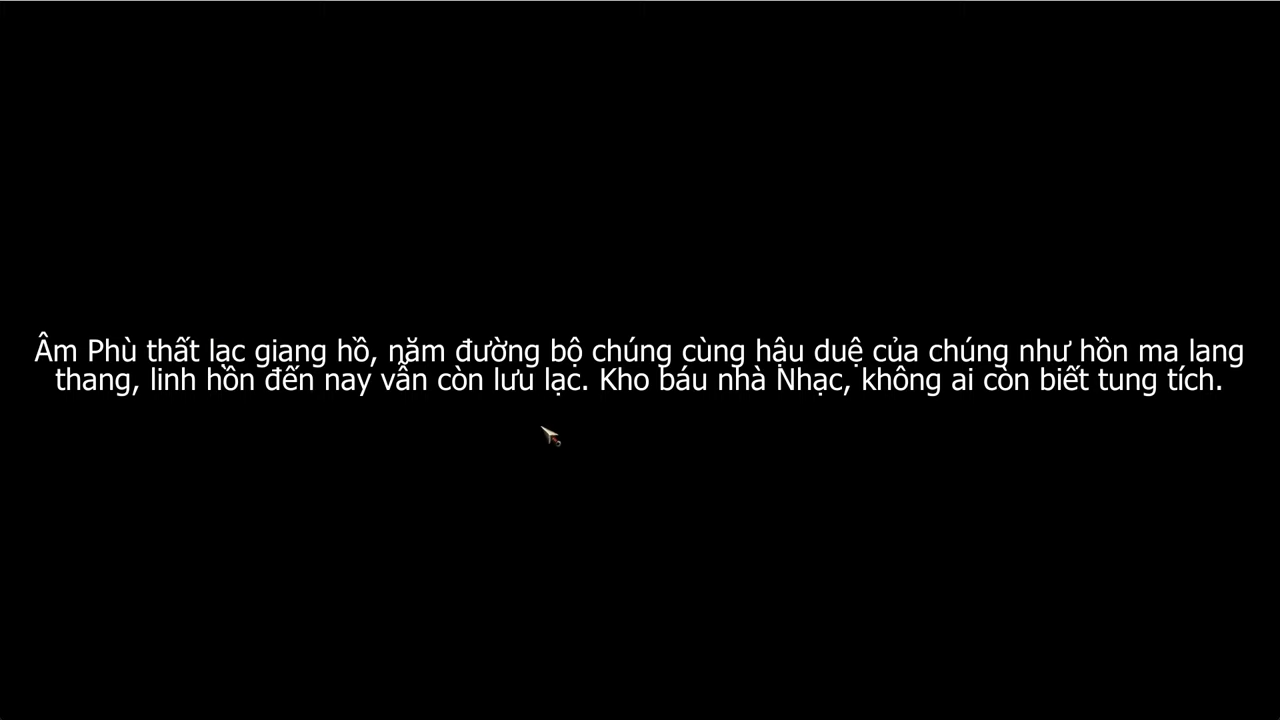 Âm Phù thất lạc giang hồ, năm đường bộ chúng cùng hậu duệ của chúng như hồn ma lang
thang, linh hồn đến nay vẫn còn lưu lạc. Kho báu nhà Nhạc, không ai còn biết tung tích.